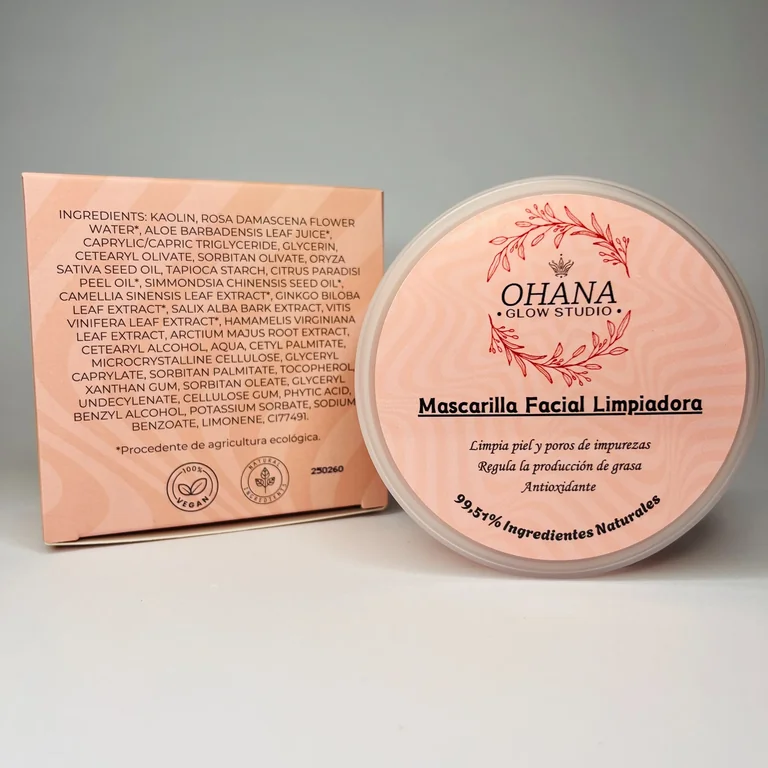 INGREDIENTS: KAOLIN, ROSA DAMASCENA FLOWER
WATER*, ALOE BARBADENSIS LEAF JUICE*,
CAPRYLIC/CAPRIC TRIGLYCERIDE, GLYCERIN,
CETEARYL OLIVATE, SORBITAN OLIVATE, ORYZA
SATIVA SEED OIL, TAPIOCA STARCH, CITRUS PARADISI
PEEL OIL*, SIMMONDSIA CHINENSIS SEED OIL*,
CAMELLIA SINENSIS LEAF EXTRACT*, GINKGO BILOBA
LEAF EXTRACT*, SALIX ALBA BARK EXTRACT, VITIS
VINIFERA LEAF EXTRACT*, HAMAMELIS VIRGINIANA
LEAF EXTRACT, ARCTIUM MAJUS ROOT EXTRACT,
CETEARYL ALCOHOL, AQUA, CETYL PALMITATE,
MICROCRYSTALLINE CELLULOSE, GLYCERYL
CAPRYLATE, SORBITAN PALMITATE, TOCOPHEROL,
XANTHAN GUM, SORBITAN OLEATE, GLYCERYL
UNDECYLENATE, CELLULOSE GUM, PHYTIC ACID,
BENZYL ALCOHOL, POTASSIUM SORBATE, SODIUM
BENZOATE, LIMONENE, CI77491.
*Procedente de agricultura ecológica.
100%
VEGAN
NATURAL
INGREDIENTS
250260
OHANA
• GLOW STUDIO •
Mascarilla Facial Limpiadora
Limpia piel y poros de impurezas
Regula la producción de grasa
Antioxidante
99,51% Ingredientes Naturales